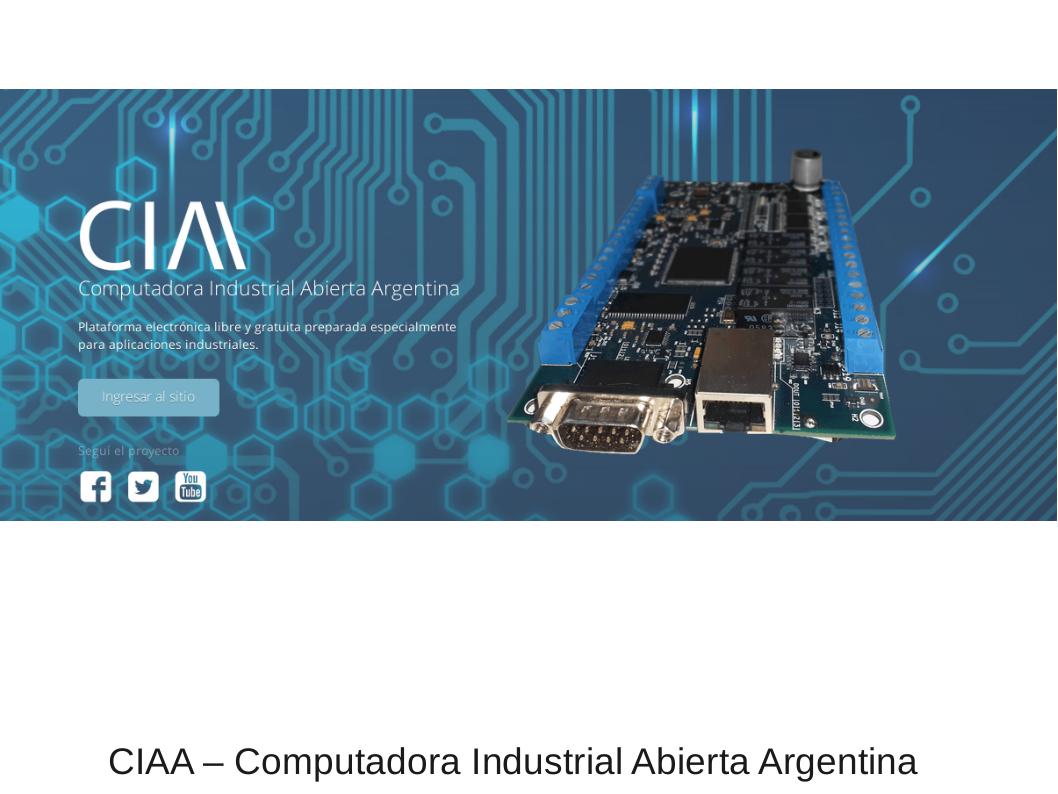 CIAA
Computadora Industrial Abierta Argentina
Plataforma electrónica libre y gratuita preparada especialmente
para aplicaciones industriales.
Ingresar al sitio
Seguí el proyecto
You
Tube
CIAA – Computadora Industrial Abierta Argentina